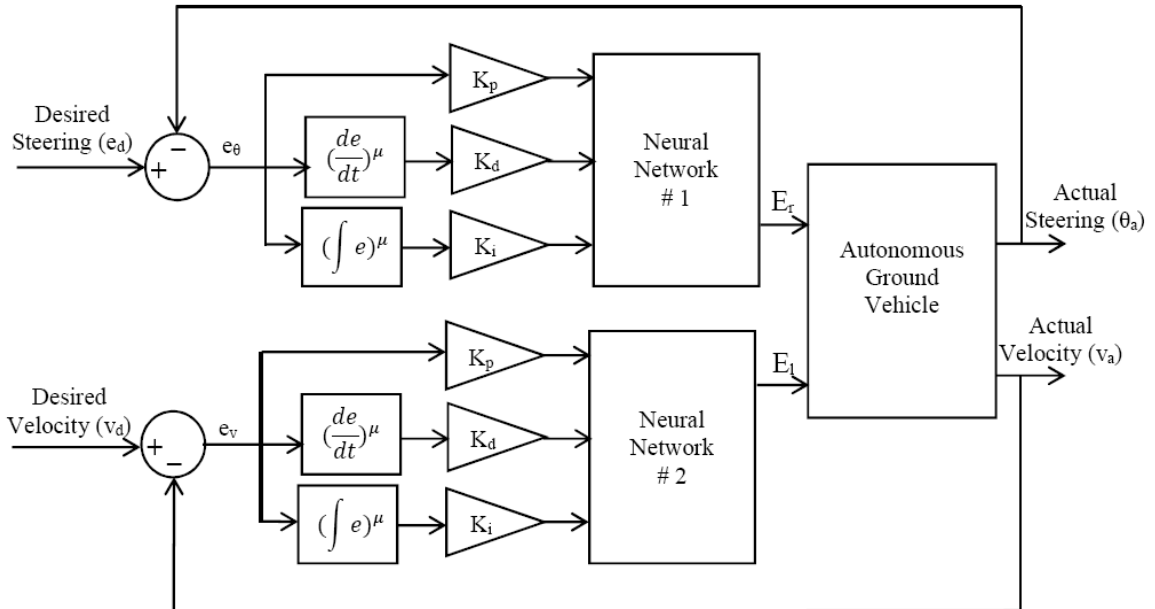 Desired
Steering (e_d)
+
−
e_θ
K_p
(de/dt)^μ
K_d
(∫ e)^μ
K_i
Neural
Network
# 1
E_r
Autonomous
Ground
Vehicle
Actual
Steering (θ_a)
Actual
Velocity (v_a)
Desired
Velocity (v_d)
+
−
e_v
K_p
(de/dt)^μ
K_d
(∫ e)^μ
K_i
Neural
Network
# 2
E_l